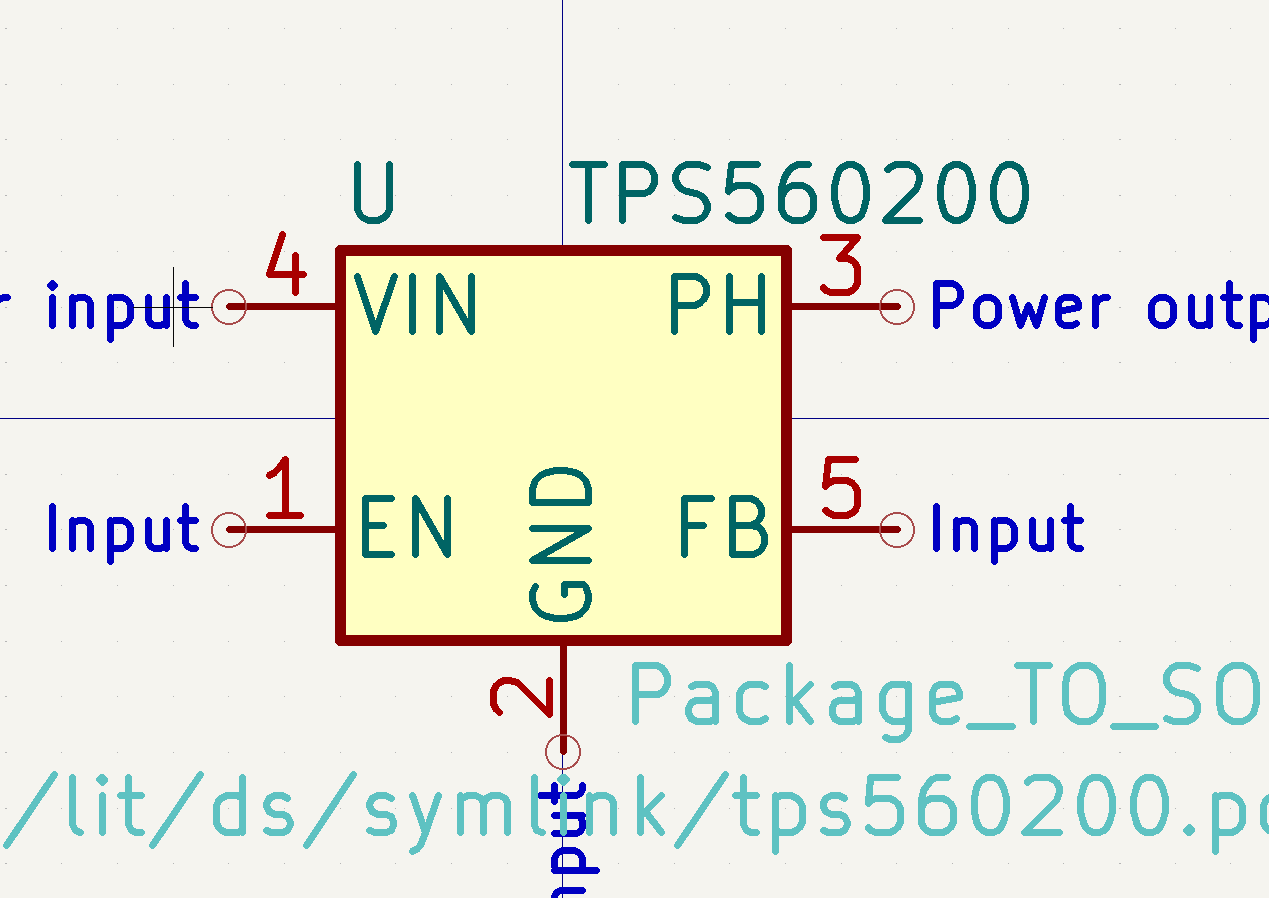 U TPS560200
4 3
r input VIN PH Power outp
1 5
Input EN FB Input
GND
2
Package_TO_SO
/lit/ds/symlink/tps560200.pd
nput